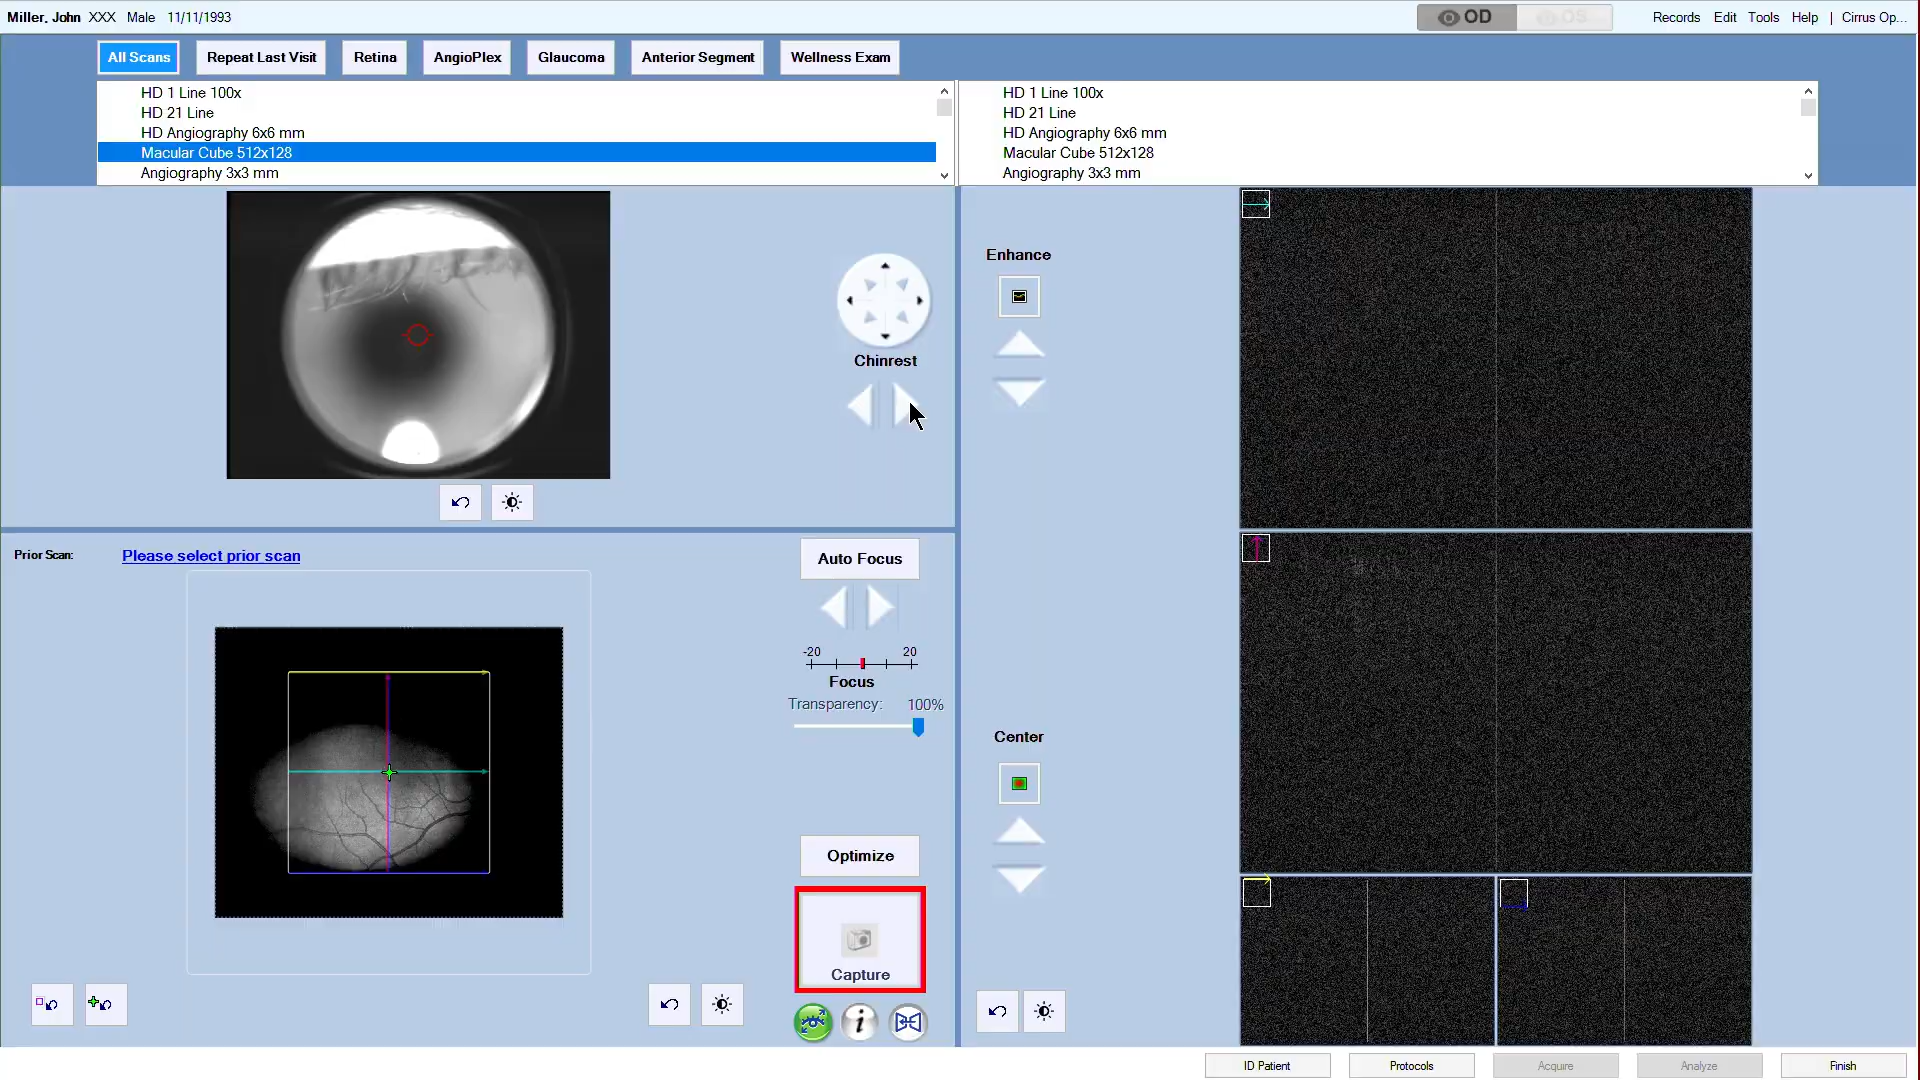 Miller, John XXX Male 11/11/1993
OD
OS
Records Edit Tools Help | Cirrus Op...
All Scans
Repeat Last Visit
Retina
AngioPlex
Glaucoma
Anterior Segment
Wellness Exam
HD 1 Line 100x
HD 21 Line
HD Angiography 6x6 mm
Macular Cube 512x128
Angiography 3x3 mm
HD 1 Line 100x
HD 21 Line
HD Angiography 6x6 mm
Macular Cube 512x128
Angiography 3x3 mm
Chinrest
Enhance
Prior Scan:
Please select prior scan
Auto Focus
-20
20
Focus
Transparency: 100%
Center
Optimize
Capture
ID Patient
Protocols
Acquire
Analyze
Finish